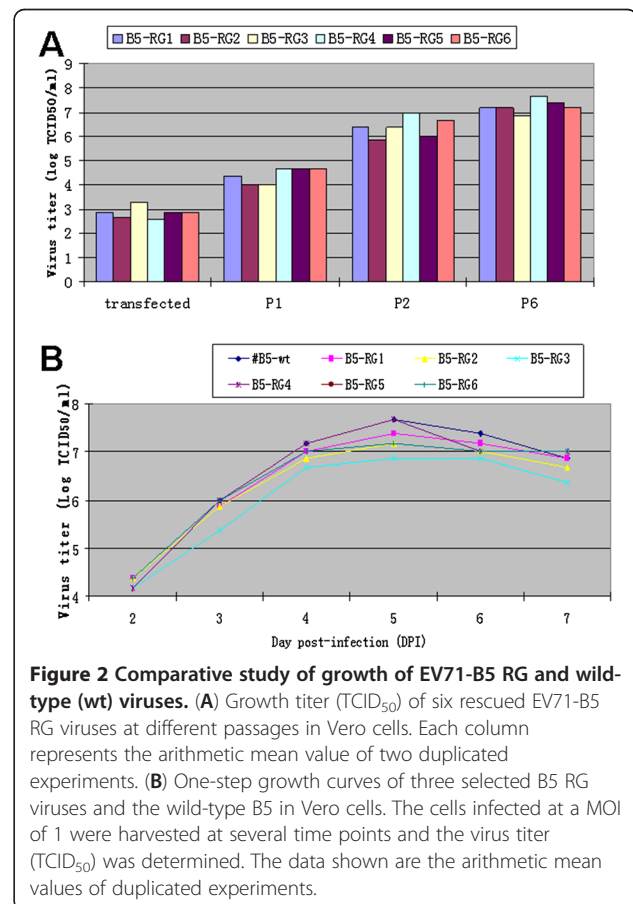 A
B5-RG1 B5-RG2 B5-RG3 B5-RG4 B5-RG5 B5-RG6
Virus titer (log TCID50/ml)
9
8
7
6
5
4
3
2
1
0
transfected P1 P2 P6
B
#B5-wt B5-RG1 B5-RG2 B5-RG3
B5-RG4 B5-RG5 B5-RG6
Virus titer (Log TCID50/ml)
8
7
6
5
4
2 3 4 5 6 7
Day post-infection (DPI)
Figure 2 Comparative study of growth of EV71-B5 RG and wild-
type (wt) viruses. (A) Growth titer (TCID50) of six rescued EV71-B5
RG viruses at different passages in Vero cells. Each column
represents the arithmetic mean value of two duplicated
experiments. (B) One-step growth curves of three selected B5 RG
viruses and the wild-type B5 in Vero cells. The cells infected at a MOI
of 1 were harvested at several time points and the virus titer
(TCID50) was determined. The data shown are the arithmetic mean
values of duplicated experiments.